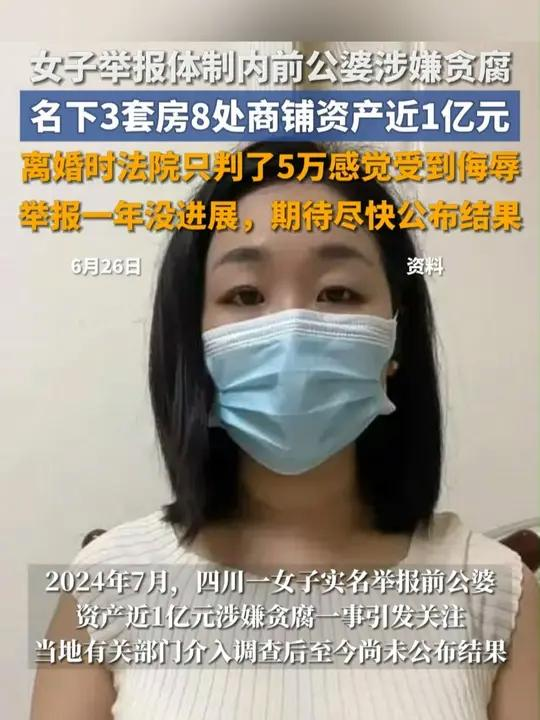 女子举报体制内前公婆涉嫌贪腐
名下3套房8处商铺资产近1亿元
离婚时法院只判了5万感觉受到侮辱
举报一年没进展，期待尽快公布结果
6月26日
资料
2024年7月，四川一女子实名举报前公婆
资产近1亿元涉嫌贪腐一事引发关注
当地有关部门介入调查后至今尚未公布结果